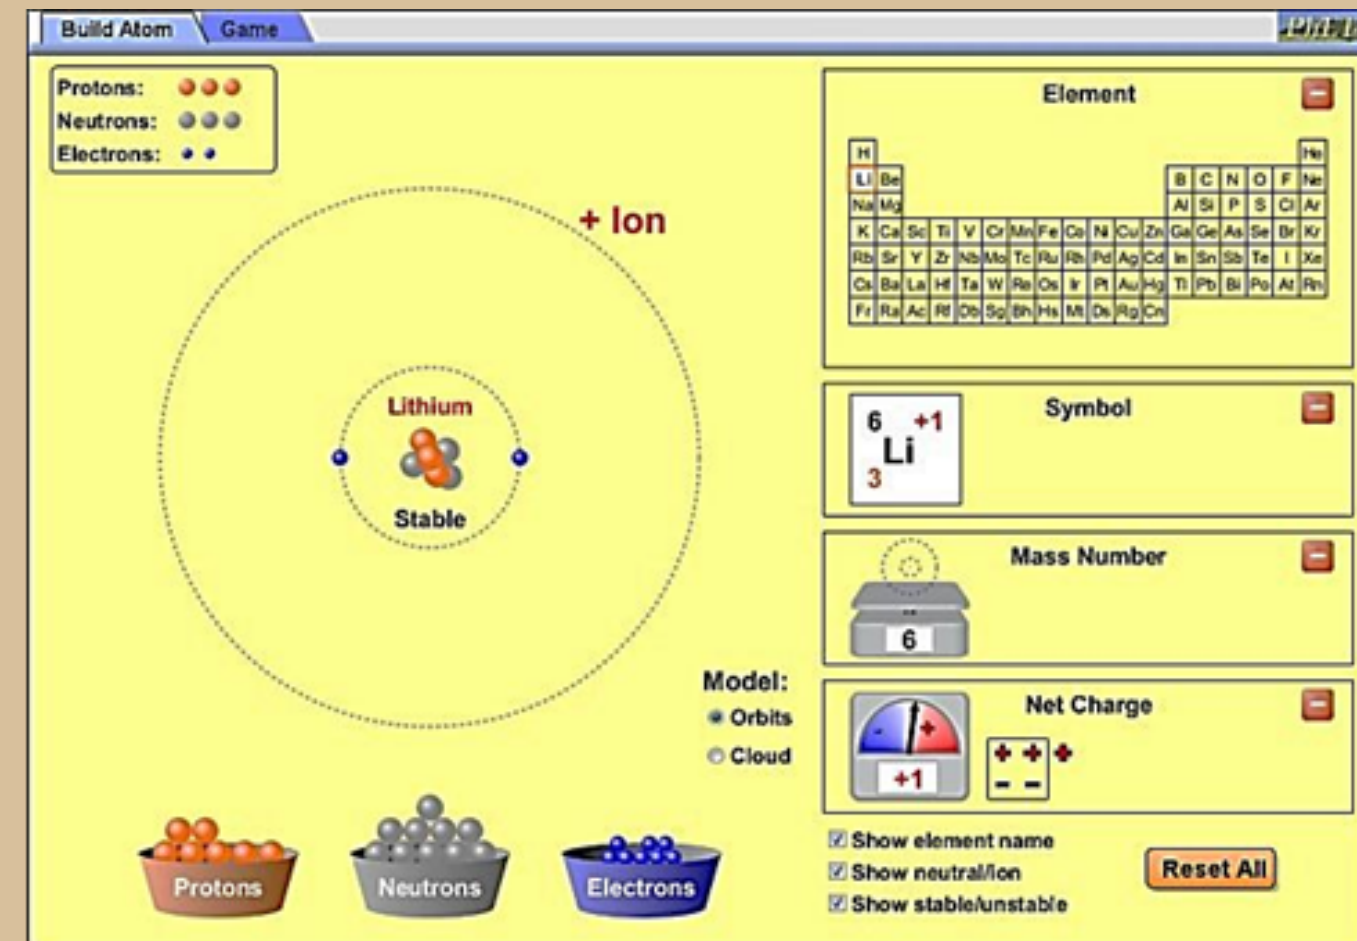 Build Atom
Game
Protons:
Neutrons:
Electrons:
+ Ion
Lithium
Stable
Model:
Orbits
Cloud
Protons
Neutrons
Electrons
Element
H He
Li Be B C N O F Ne
Na Mg Al Si P S Cl Ar
K Ca Sc Ti V Cr Mn Fe Co Ni Cu Zn Ga Ge As Se Br Kr
Rb Sr Y Zr Nb Mo Tc Ru Rh Pd Ag Cd In Sn Sb Te I Xe
Cs Ba La Hf Ta W Re Os Ir Pt Au Hg Tl Pb Bi Po At Rn
Fr Ra Ac Rf Db Sg Bh Hs Mt Ds Rg Cn
Symbol
6 +1
Li
3
Mass Number
6
Net Charge
- +
+ + +
- -
+1
Show element name
Show neutral/ion
Show stable/unstable
Reset All